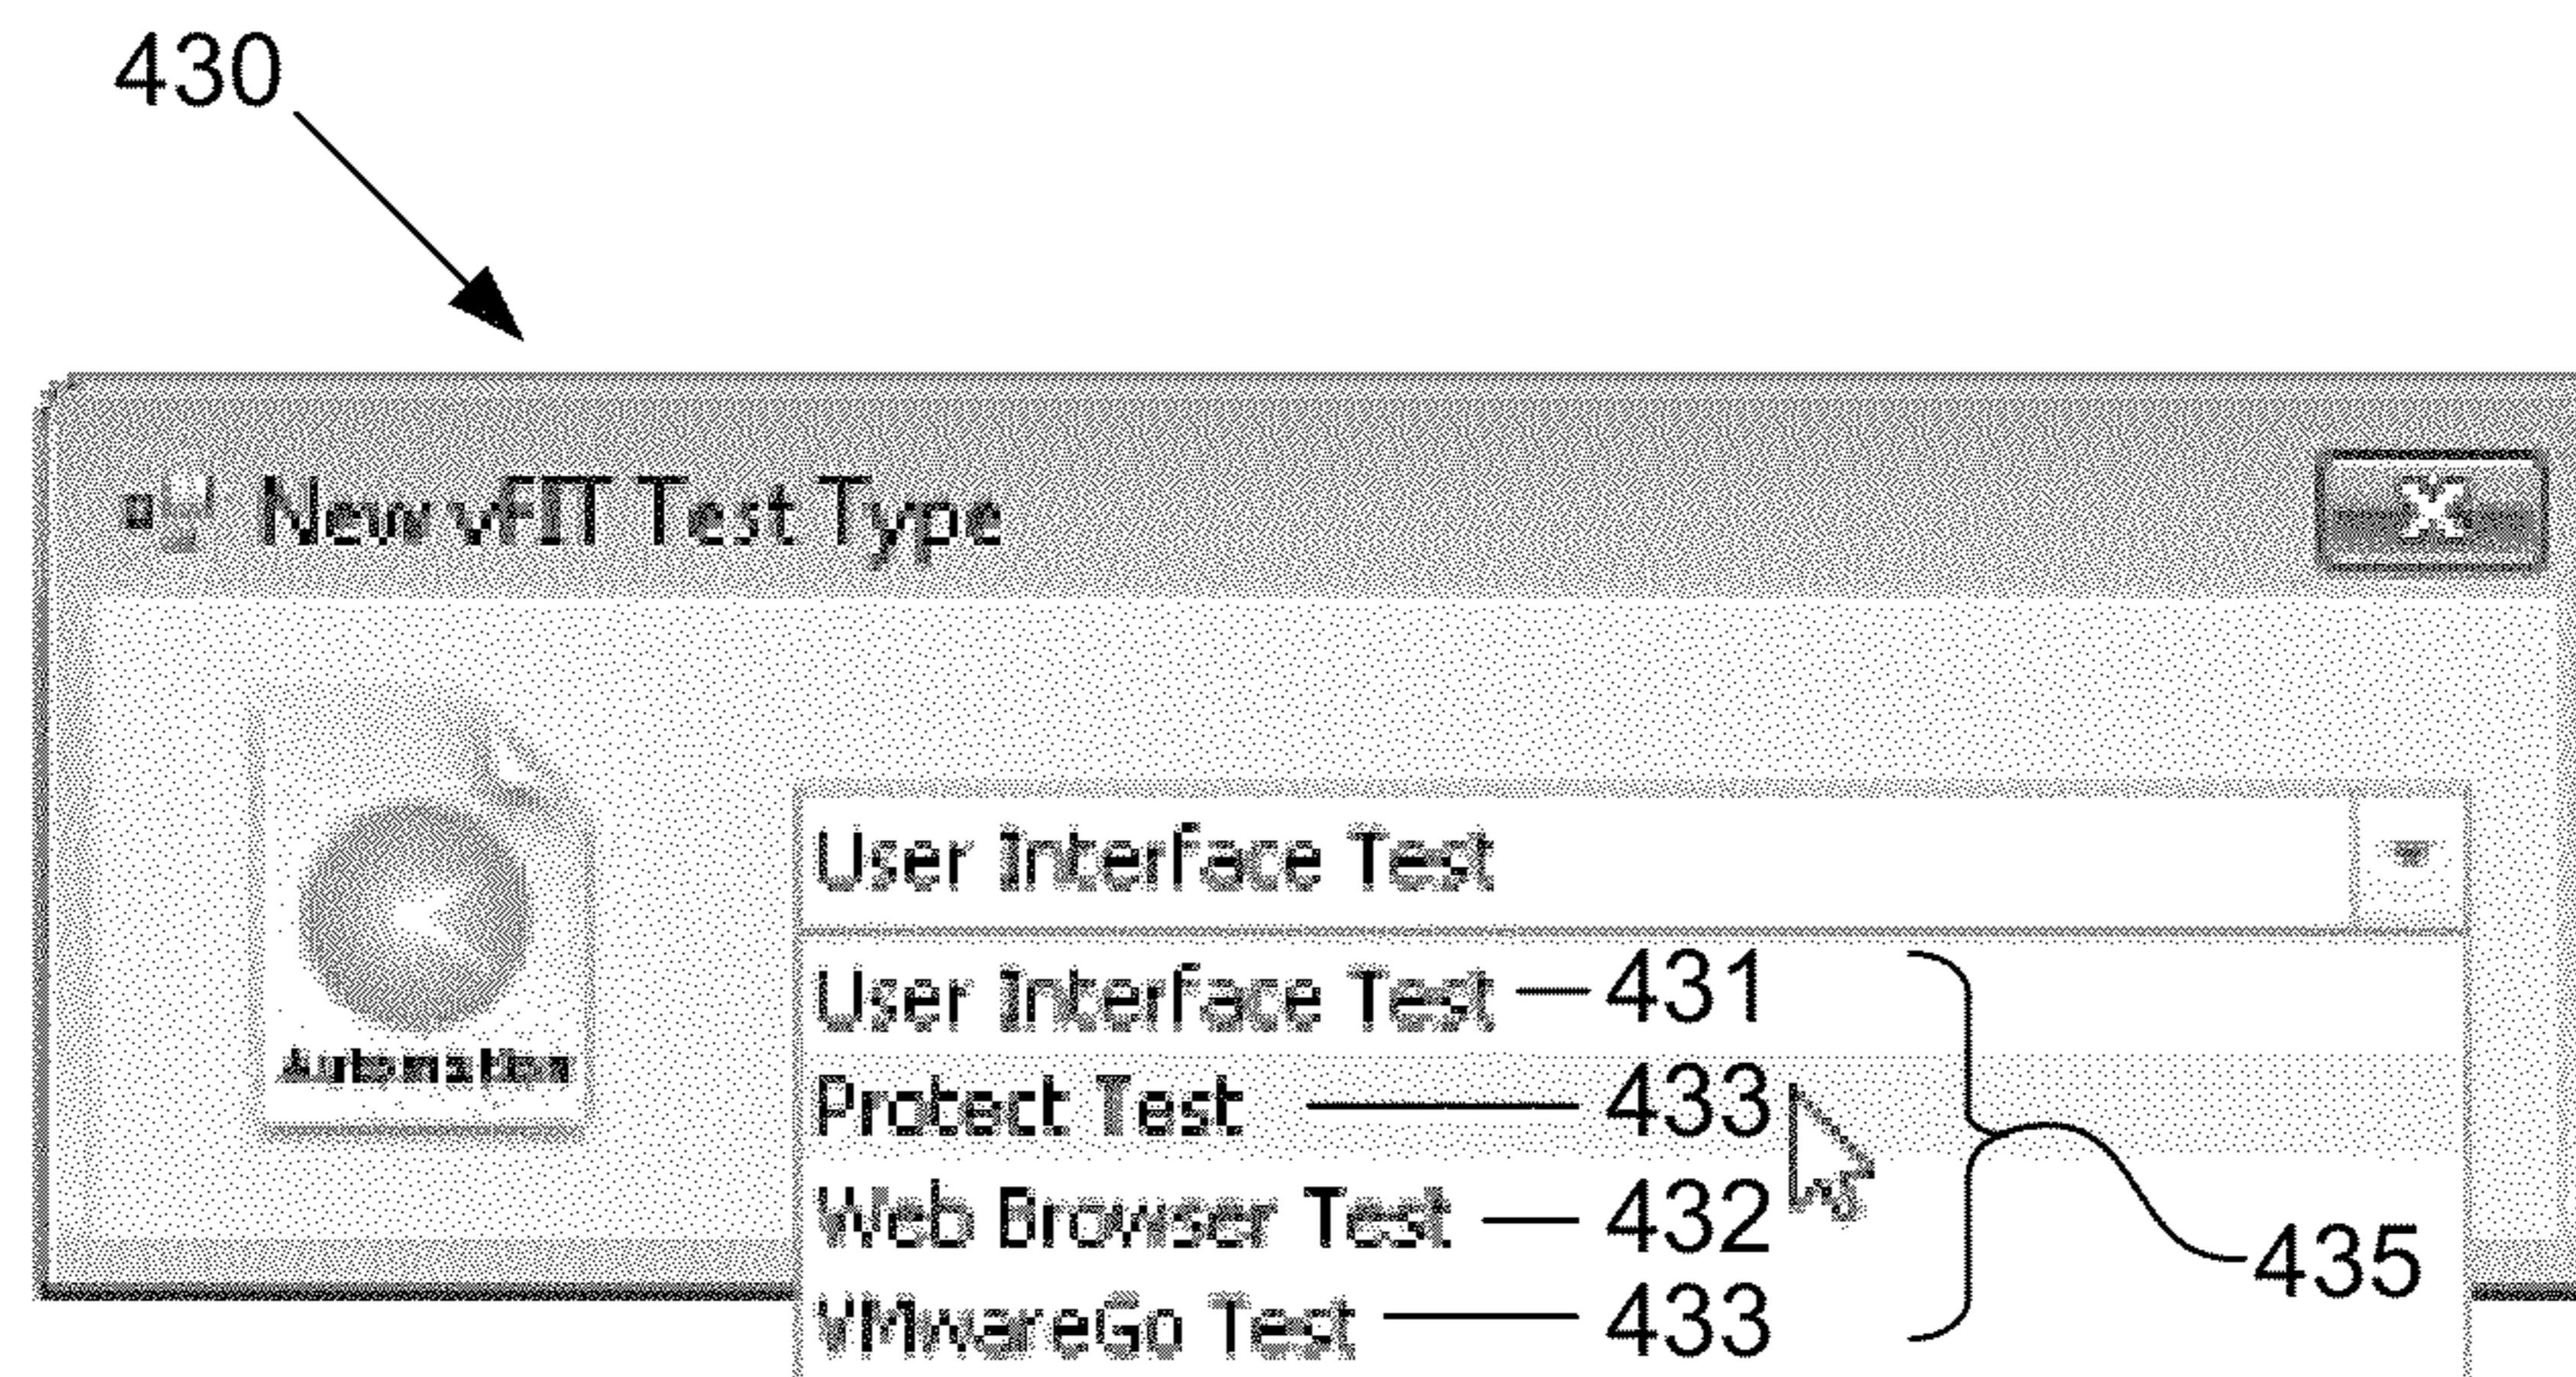 430
New vFIT Test Type
User Interface Test
User Interface Test 431
Protect Test 433
Automation
Web Browser Test 432
435
VMwareGo Test 433